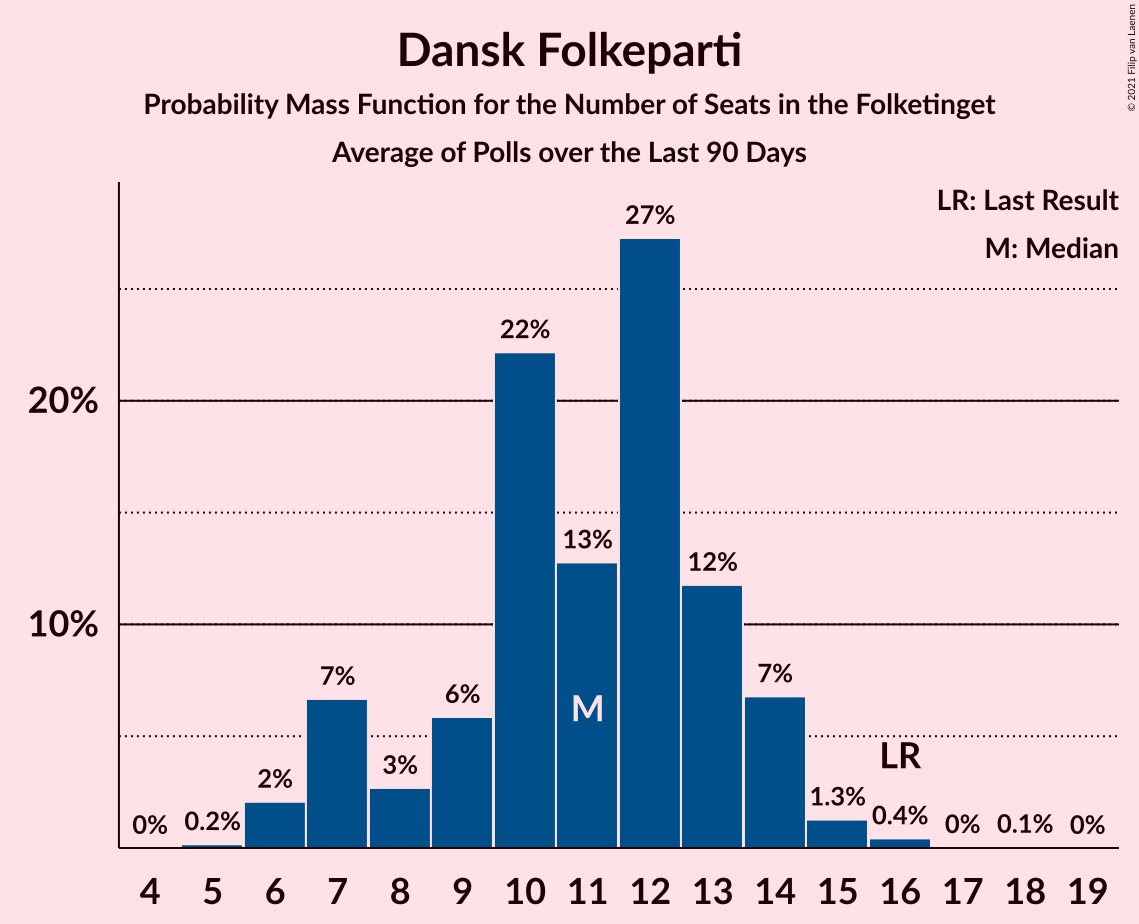 Dansk Folkeparti
Probability Mass Function for the Number of Seats in the Folketinget
Average of Polls over the Last 90 Days
© 2021 Filip van Laenen
LR: Last Result
M: Median
20%
10%
0%
0.2%
2%
7%
3%
6%
22%
13%
27%
12%
7%
1.3%
0.4%
0%
0.1%
0%
M
LR
4 5 6 7 8 9 10 11 12 13 14 15 16 17 18 19